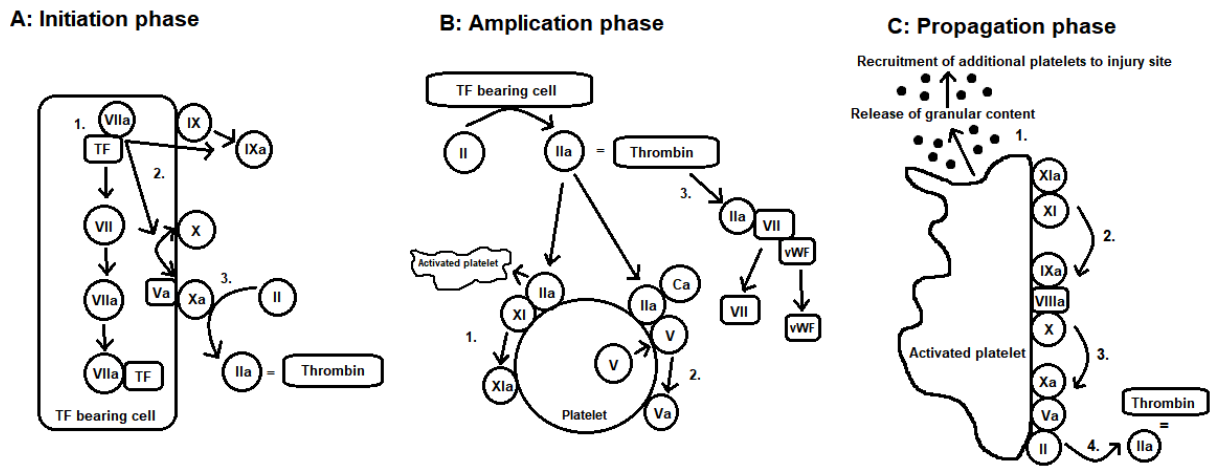 A: Initiation phase
1.
VIIa
TF
IX
IXa
2.
VII
X
VIIa
Va
Xa
3.
II
VIIa
TF
IIa
=
Thrombin
TF bearing cell
B: Amplication phase
TF bearing cell
II
IIa
=
Thrombin
3.
IIa
VII
vWF
VII
vWF
Activated platelet
IIa
XI
1.
XIa
Ca
IIa
V
V
2.
Va
Platelet
C: Propagation phase
Recruitment of additional platelets to injury site
Release of granular content
1.
XIa
XI
2.
IXa
VIIIa
X
Activated platelet
3.
Xa
Va
II
4.
IIa
=
Thrombin